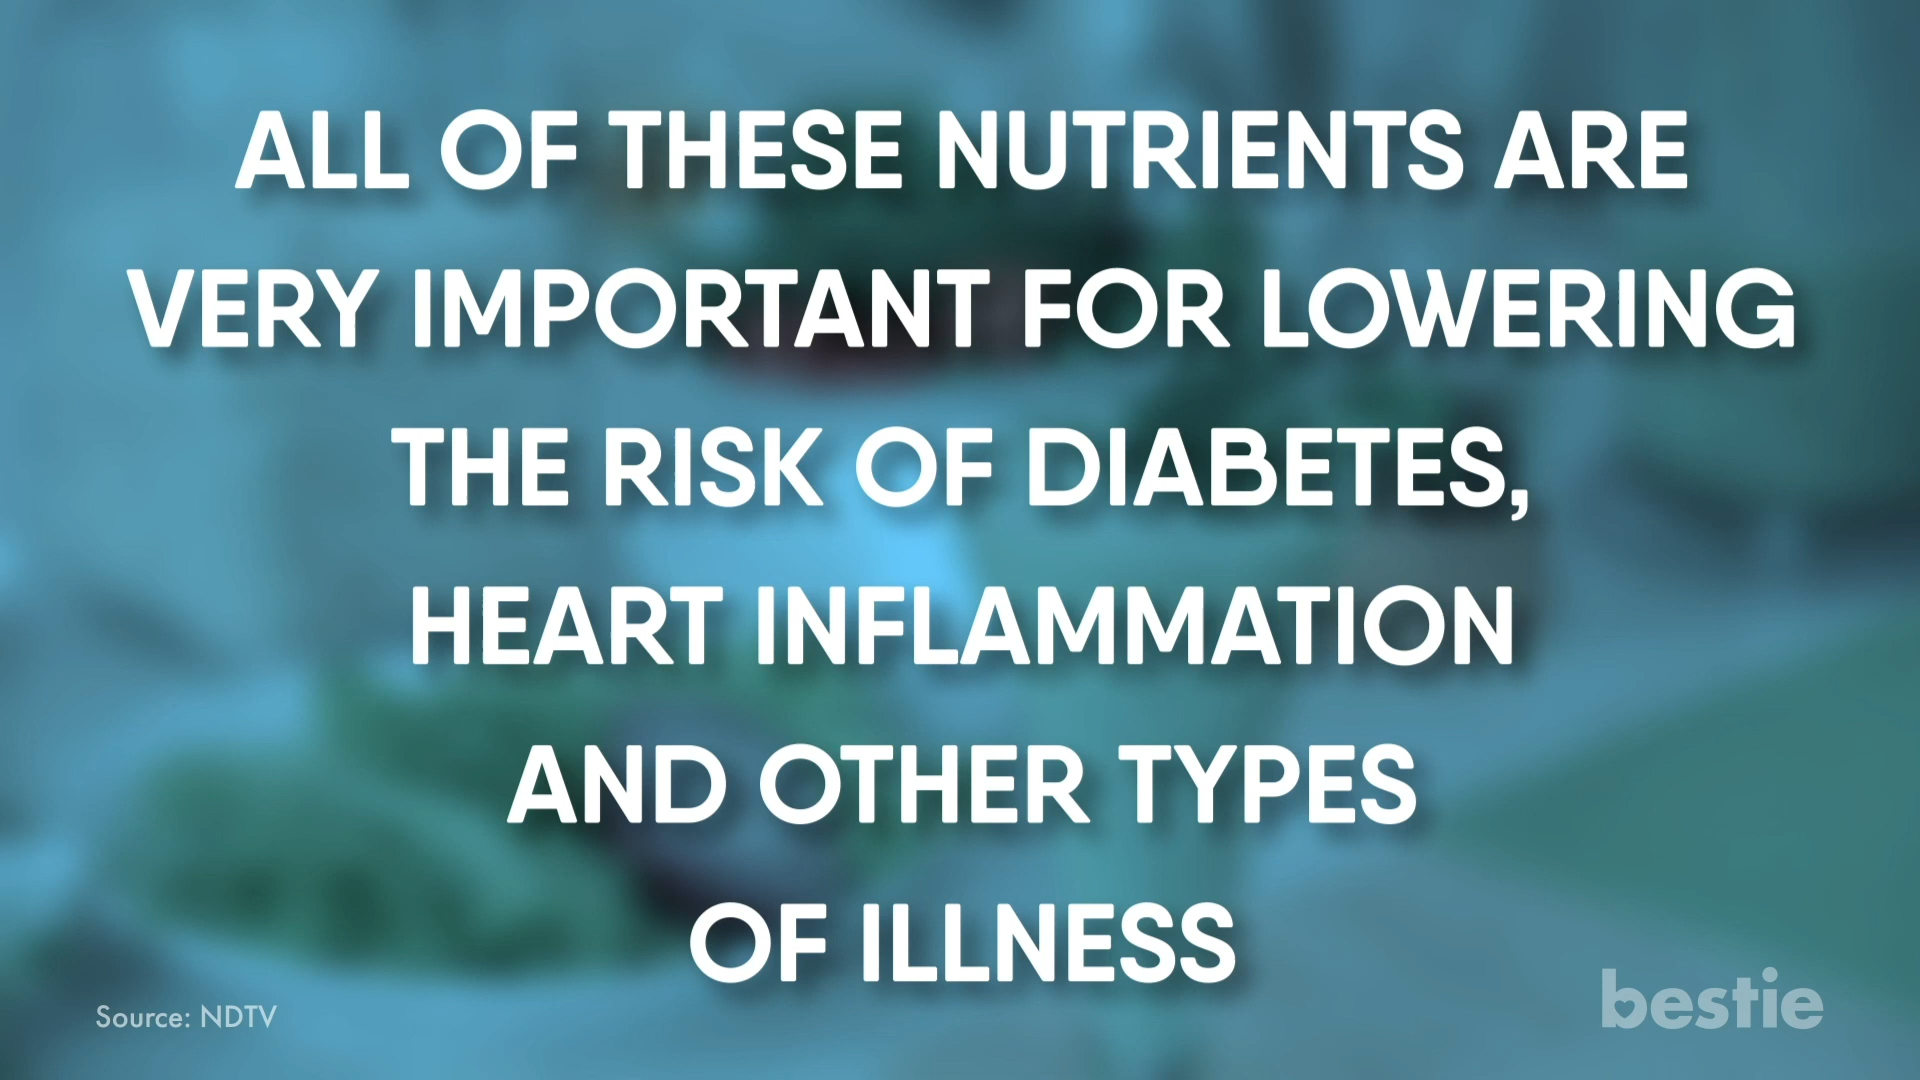 ALL OF THESE NUTRIENTS ARE
VERY IMPORTANT FOR LOWERING
THE RISK OF DIABETES,
HEART INFLAMMATION
AND OTHER TYPES
OF ILLNESS
Source: NDTV
bestie